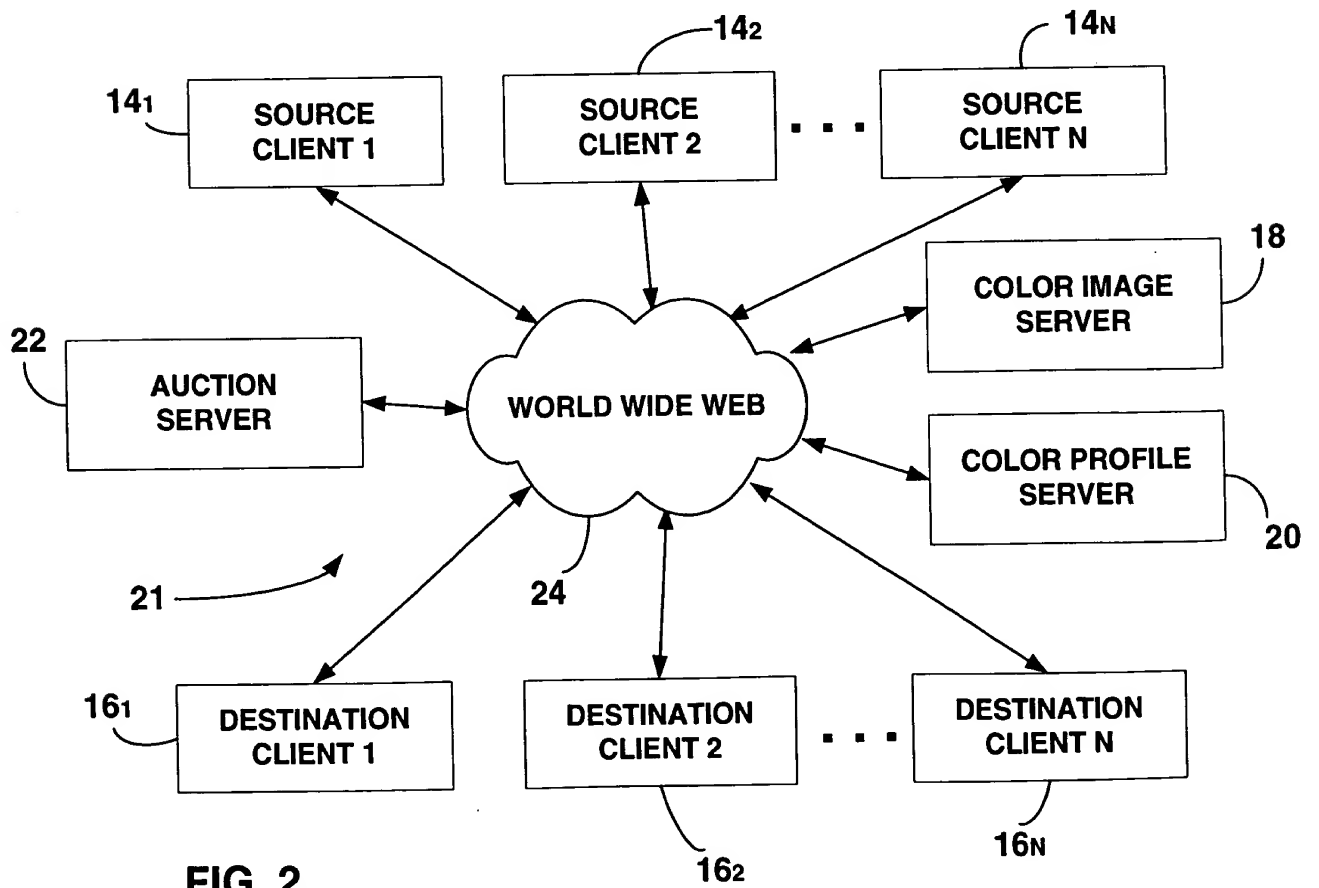 14₁
SOURCE
CLIENT 1
14₂
SOURCE
CLIENT 2
14N
SOURCE
CLIENT N
18
COLOR IMAGE
SERVER
22
AUCTION
SERVER
WORLD WIDE WEB
COLOR PROFILE
SERVER
20
21
24
16₁
DESTINATION
CLIENT 1
DESTINATION
CLIENT 2
16₂
DESTINATION
CLIENT N
16N
FIG. 2